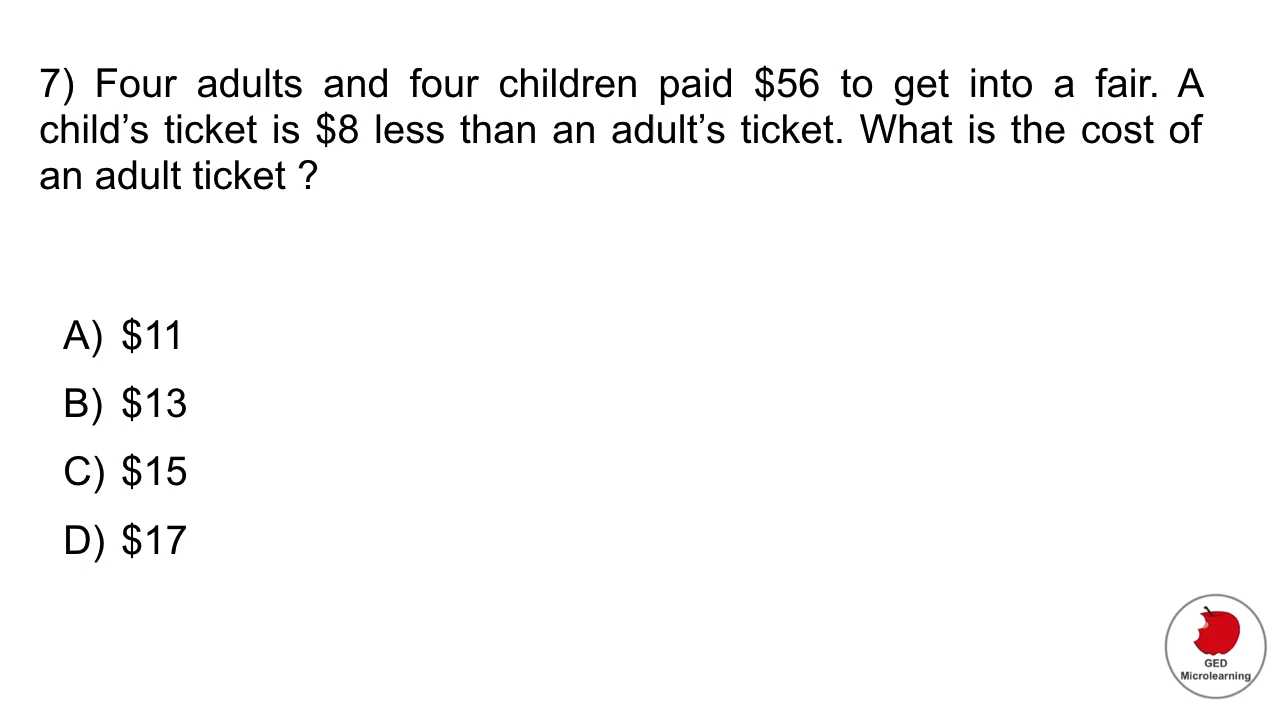 7) Four adults and four children paid $56 to get into a fair. A
child’s ticket is $8 less than an adult’s ticket. What is the cost of
an adult ticket ?
A) $11
B) $13
C) $15
D) $17
GED
Microlearning